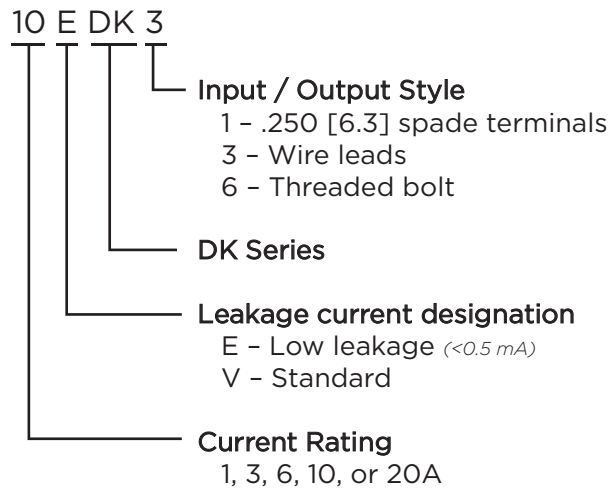 10 E DK 3
Input / Output Style
1 – .250 [6.3] spade terminals
3 – Wire leads
6 – Threaded bolt
DK Series
Leakage current designation
E – Low leakage (<0.5 mA)
V – Standard
Current Rating
1, 3, 6, 10, or 20A